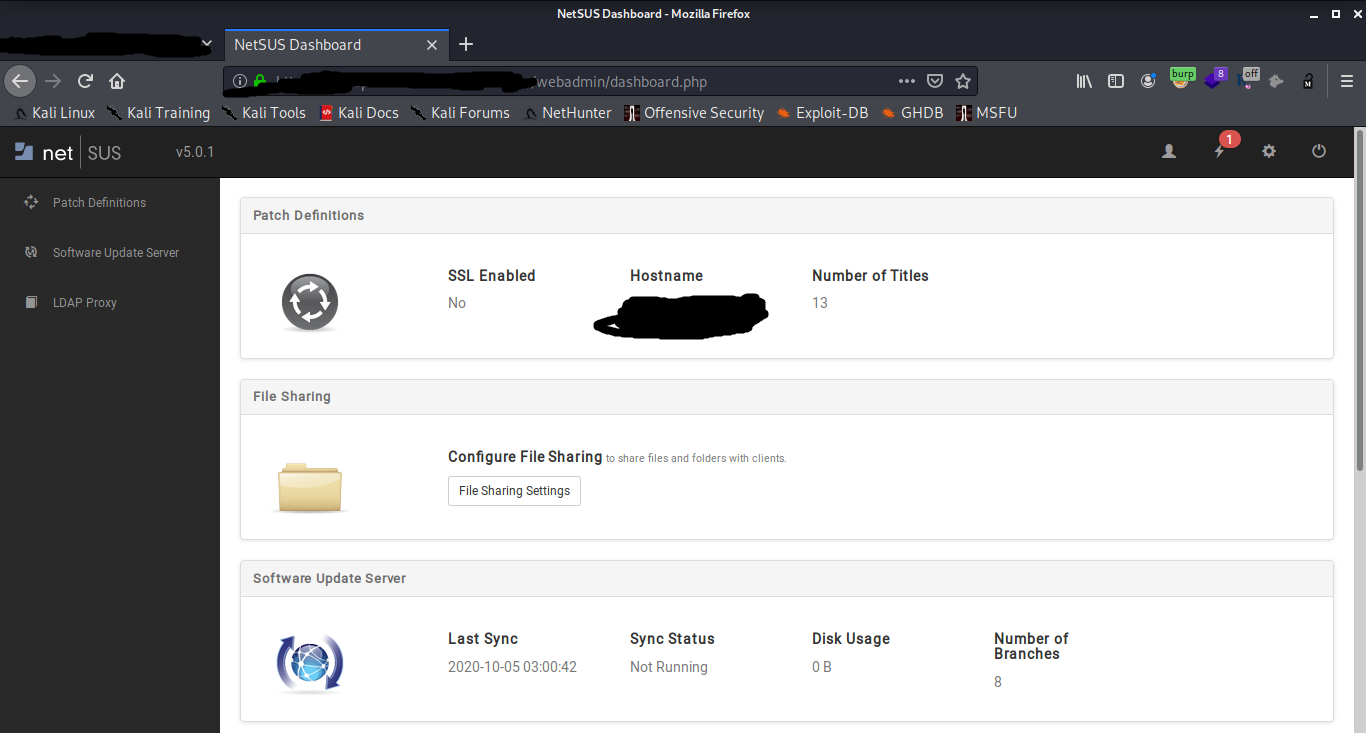 NetSUS Dashboard - Mozilla Firefox
NetSUS Dashboard
/webadmin/dashboard.php
burp 8 off
Kali Linux Kali Training Kali Tools Kali Docs Kali Forums NetHunter Offensive Security Exploit-DB GHDB MSFU
net SUS v5.0.1 1
Patch Definitions
Software Update Server
LDAP Proxy
Patch Definitions
SSL Enabled Hostname Number of Titles
No 13
File Sharing
Configure File Sharing to share files and folders with clients.
File Sharing Settings
Software Update Server
Last Sync Sync Status Disk Usage Number of
Branches
2020-10-05 03:00:42 Not Running 0 B
8